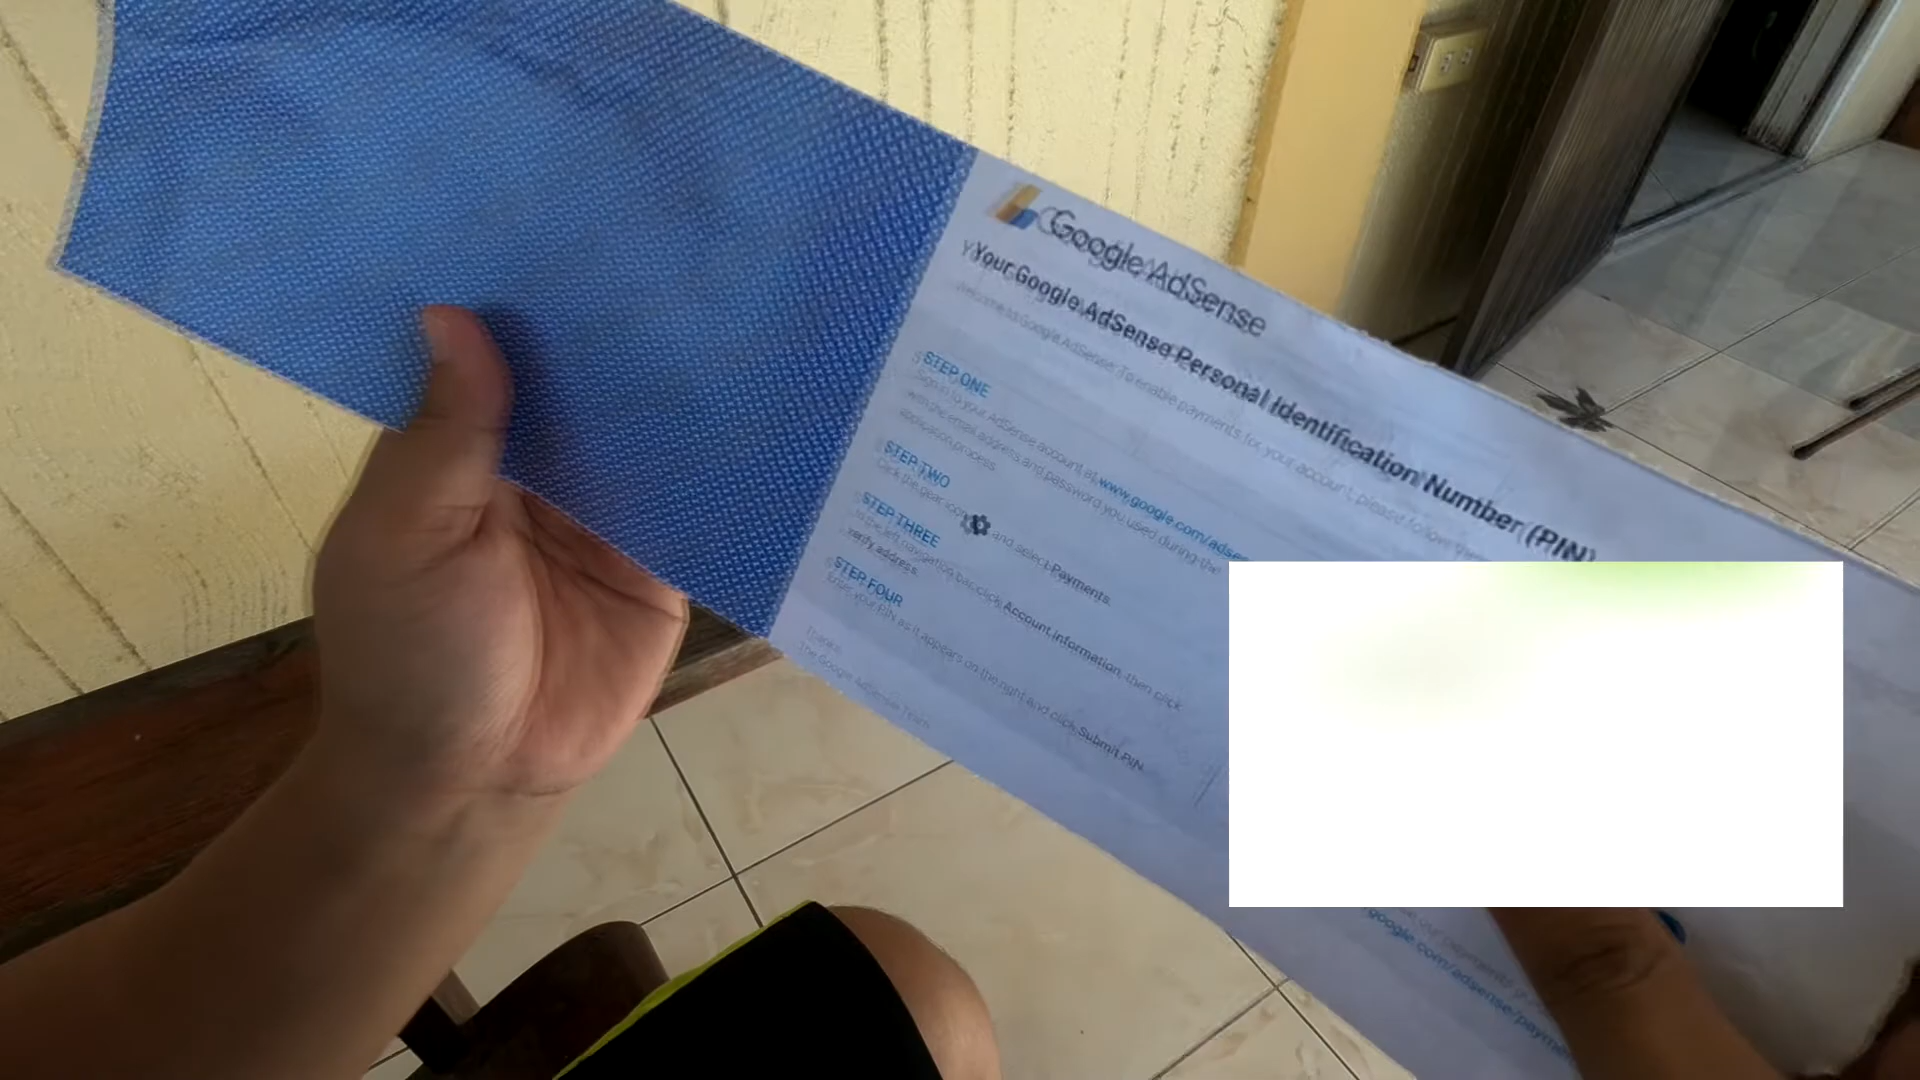 Google AdSense
Your Google AdSense Personal Identification Number (PIN)
Welcome to Google AdSense. To enable payments for your account, please follow these
STEP ONE
Sign in to your AdSense account at www.google.com/adsense
with the email address and password you used during the
application process.
STEP TWO
Click the gear icon and select Payments.
STEP THREE
In the left navigation bar, click Account information, then click
verify address.
STEP FOUR
Enter your PIN as it appears on the right and click Submit PIN.
Thanks,
The Google AdSense Team
google.com/adsense/payme